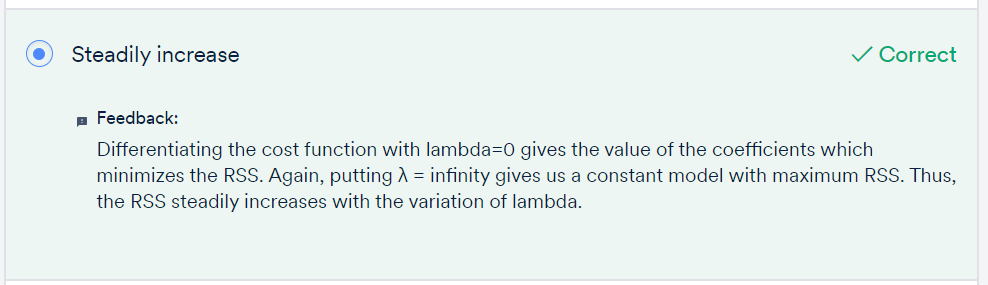 Steadily increase
Correct
Feedback:
Differentiating the cost function with lambda=0 gives the value of the coefficients which
minimizes the RSS. Again, putting λ = infinity gives us a constant model with maximum RSS. Thus,
the RSS steadily increases with the variation of lambda.